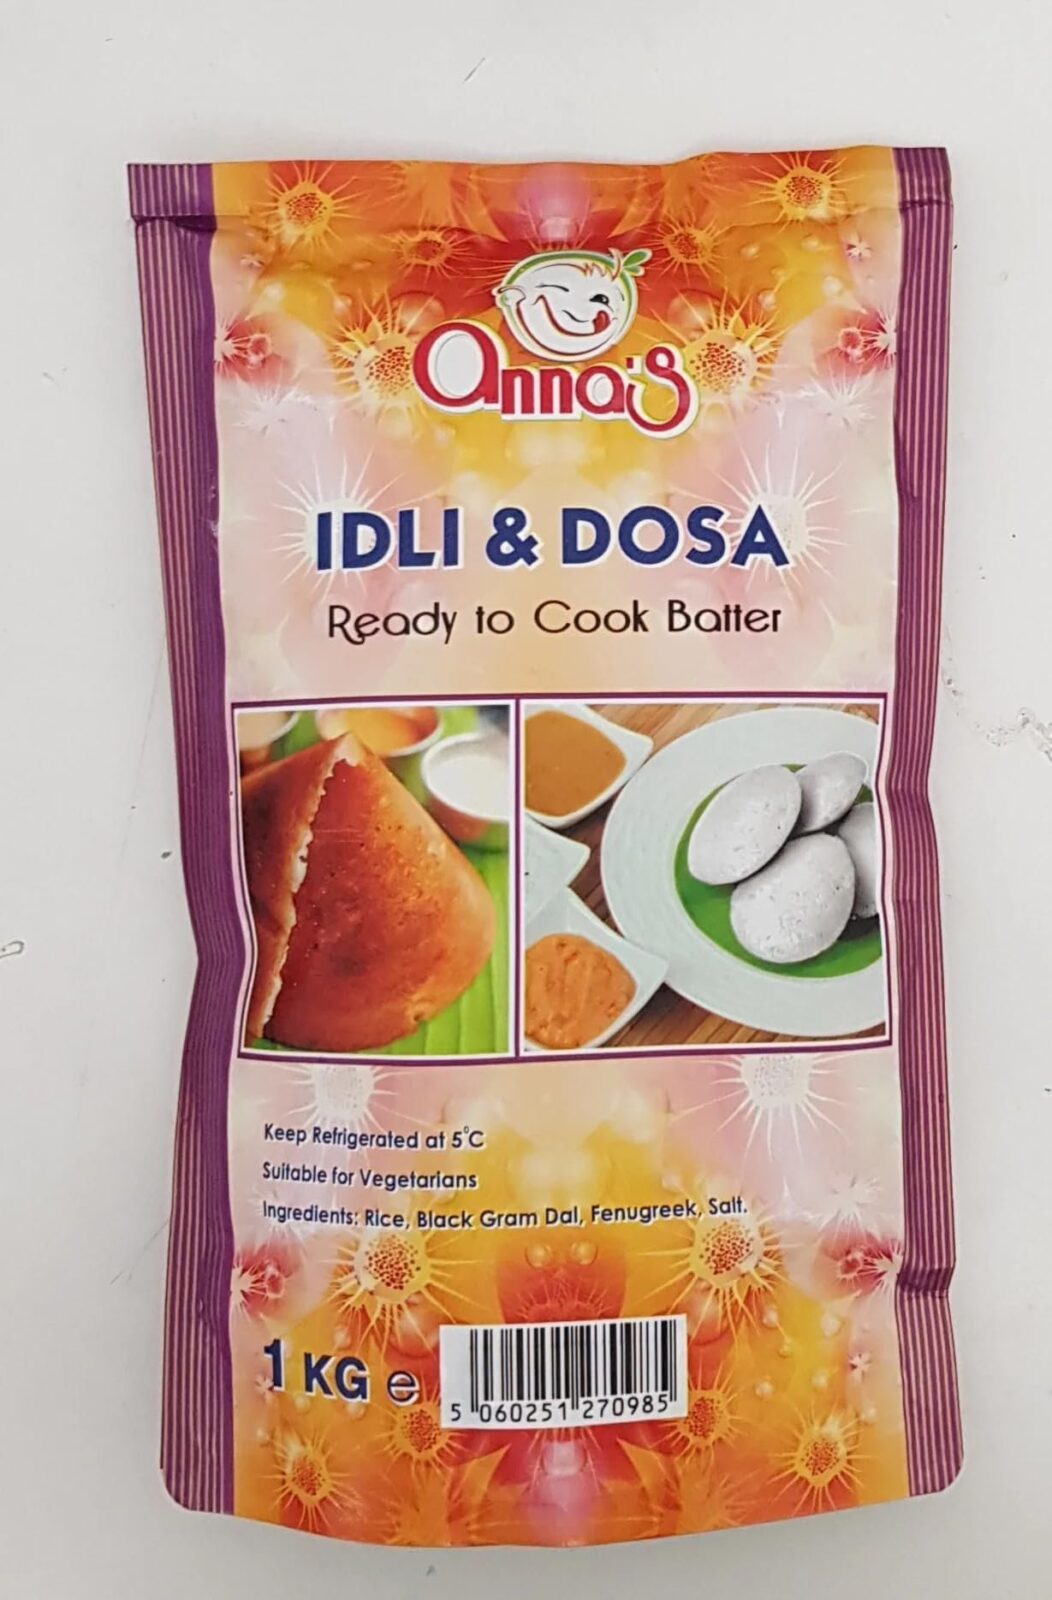 Anna's
IDLI & DOSA
Ready to Cook Batter
Keep Refrigerated at 5°C
Suitable for Vegetarians
Ingredients: Rice, Black Gram Dal, Fenugreek, Salt.
1 KG e
5 060251 270985